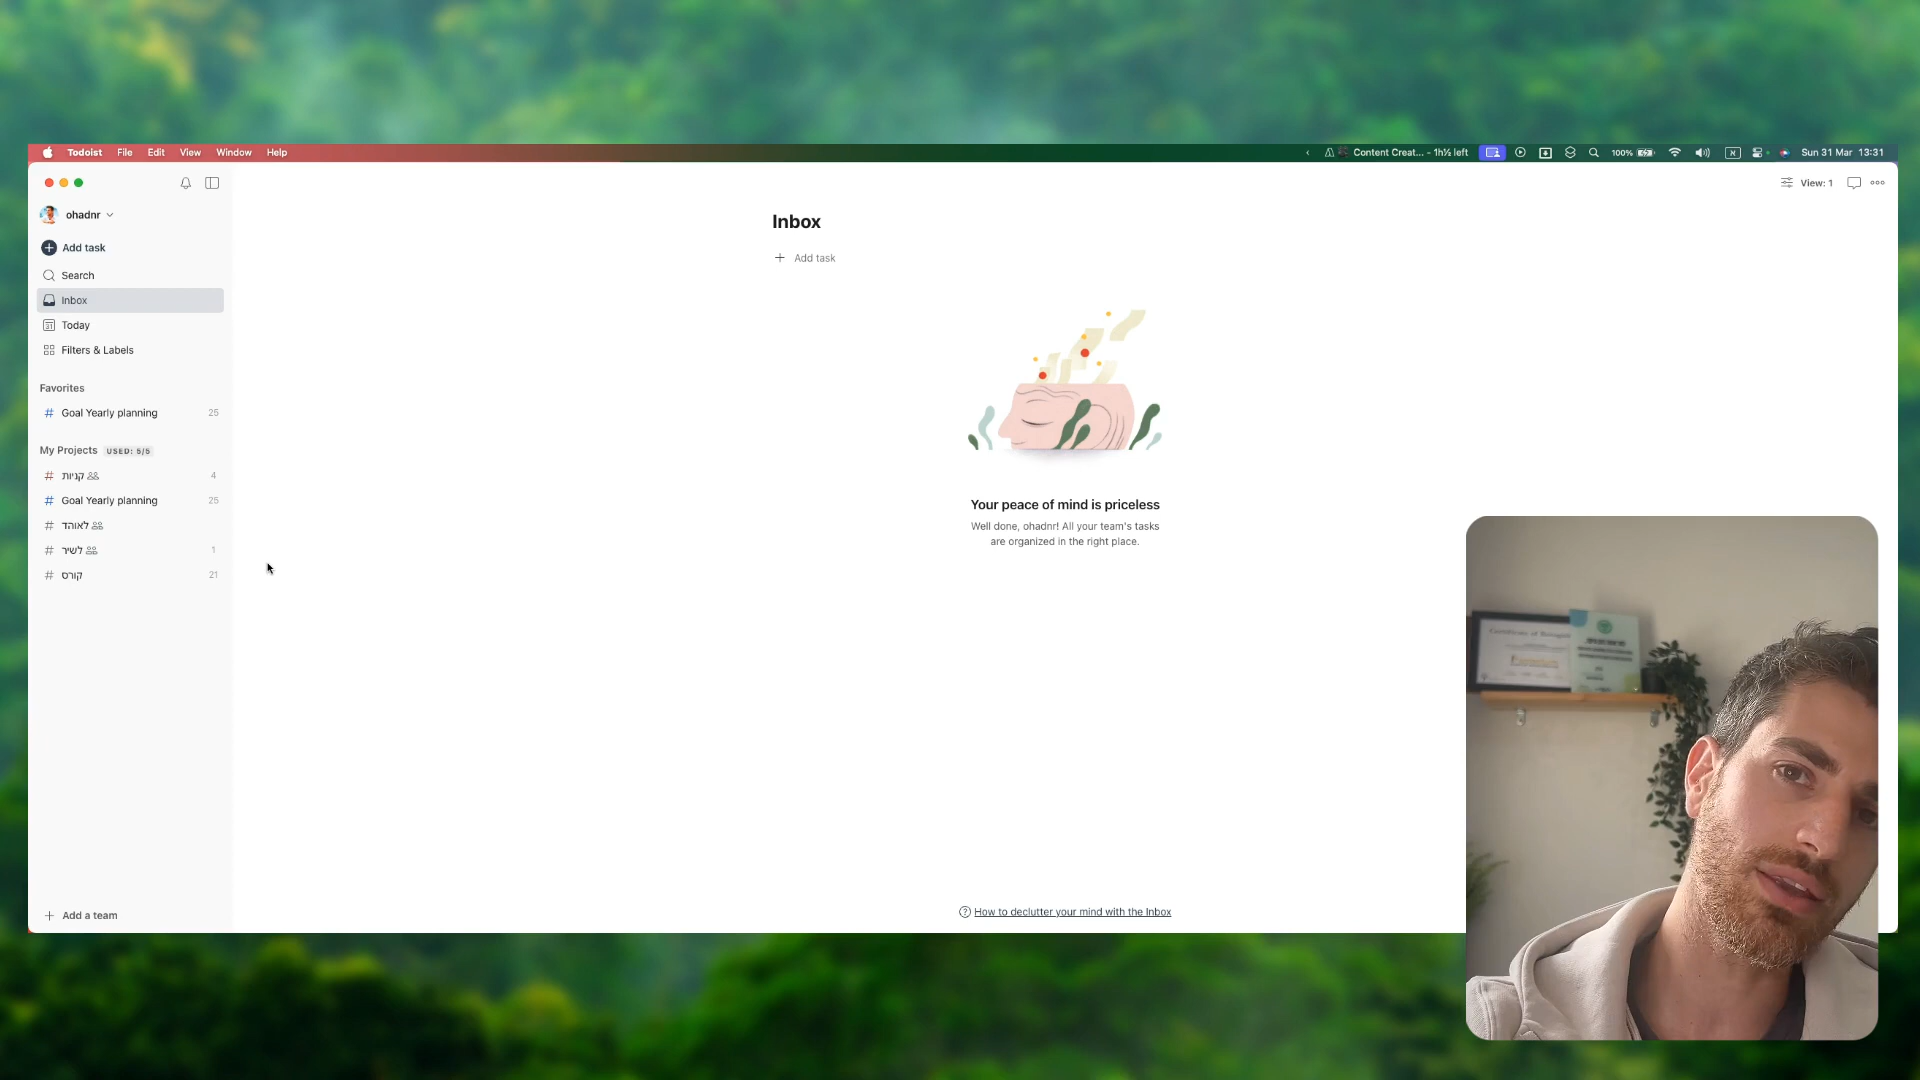 Todoist File Edit View Window Help
Content Creat... - 1h½ left 100% א Sun 31 Mar 13:31
View: 1
ohadnr
Add task
Search
Inbox
31 Today
Filters & Labels
Favorites
# Goal Yearly planning 25
My Projects USED: 5/5
# קניות 4
# Goal Yearly planning 25
# לאוהד
# לשיר 1
# קורס 21
+ Add a team
Inbox
+ Add task
Your peace of mind is priceless
Well done, ohadnr! All your team's tasks
are organized in the right place.
? How to declutter your mind with the Inbox